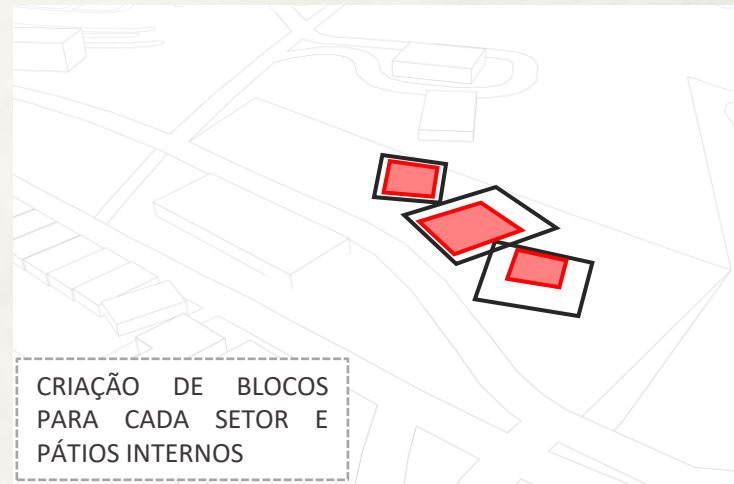 CRIAÇÃO DE BLOCOS
PARA CADA SETOR E
PÁTIOS INTERNOS